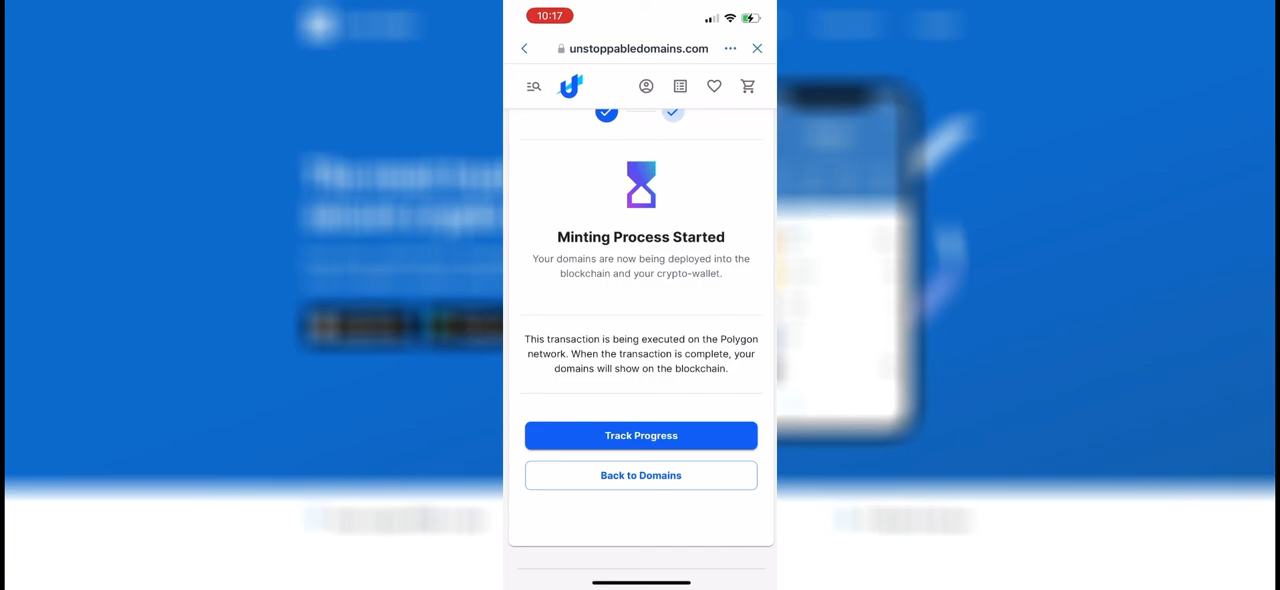 10:17
unstoppabledomains.com
Minting Process Started
Your domains are now being deployed into the
blockchain and your crypto-wallet.
This transaction is being executed on the Polygon
network. When the transaction is complete, your
domains will show on the blockchain.
Track Progress
Back to Domains